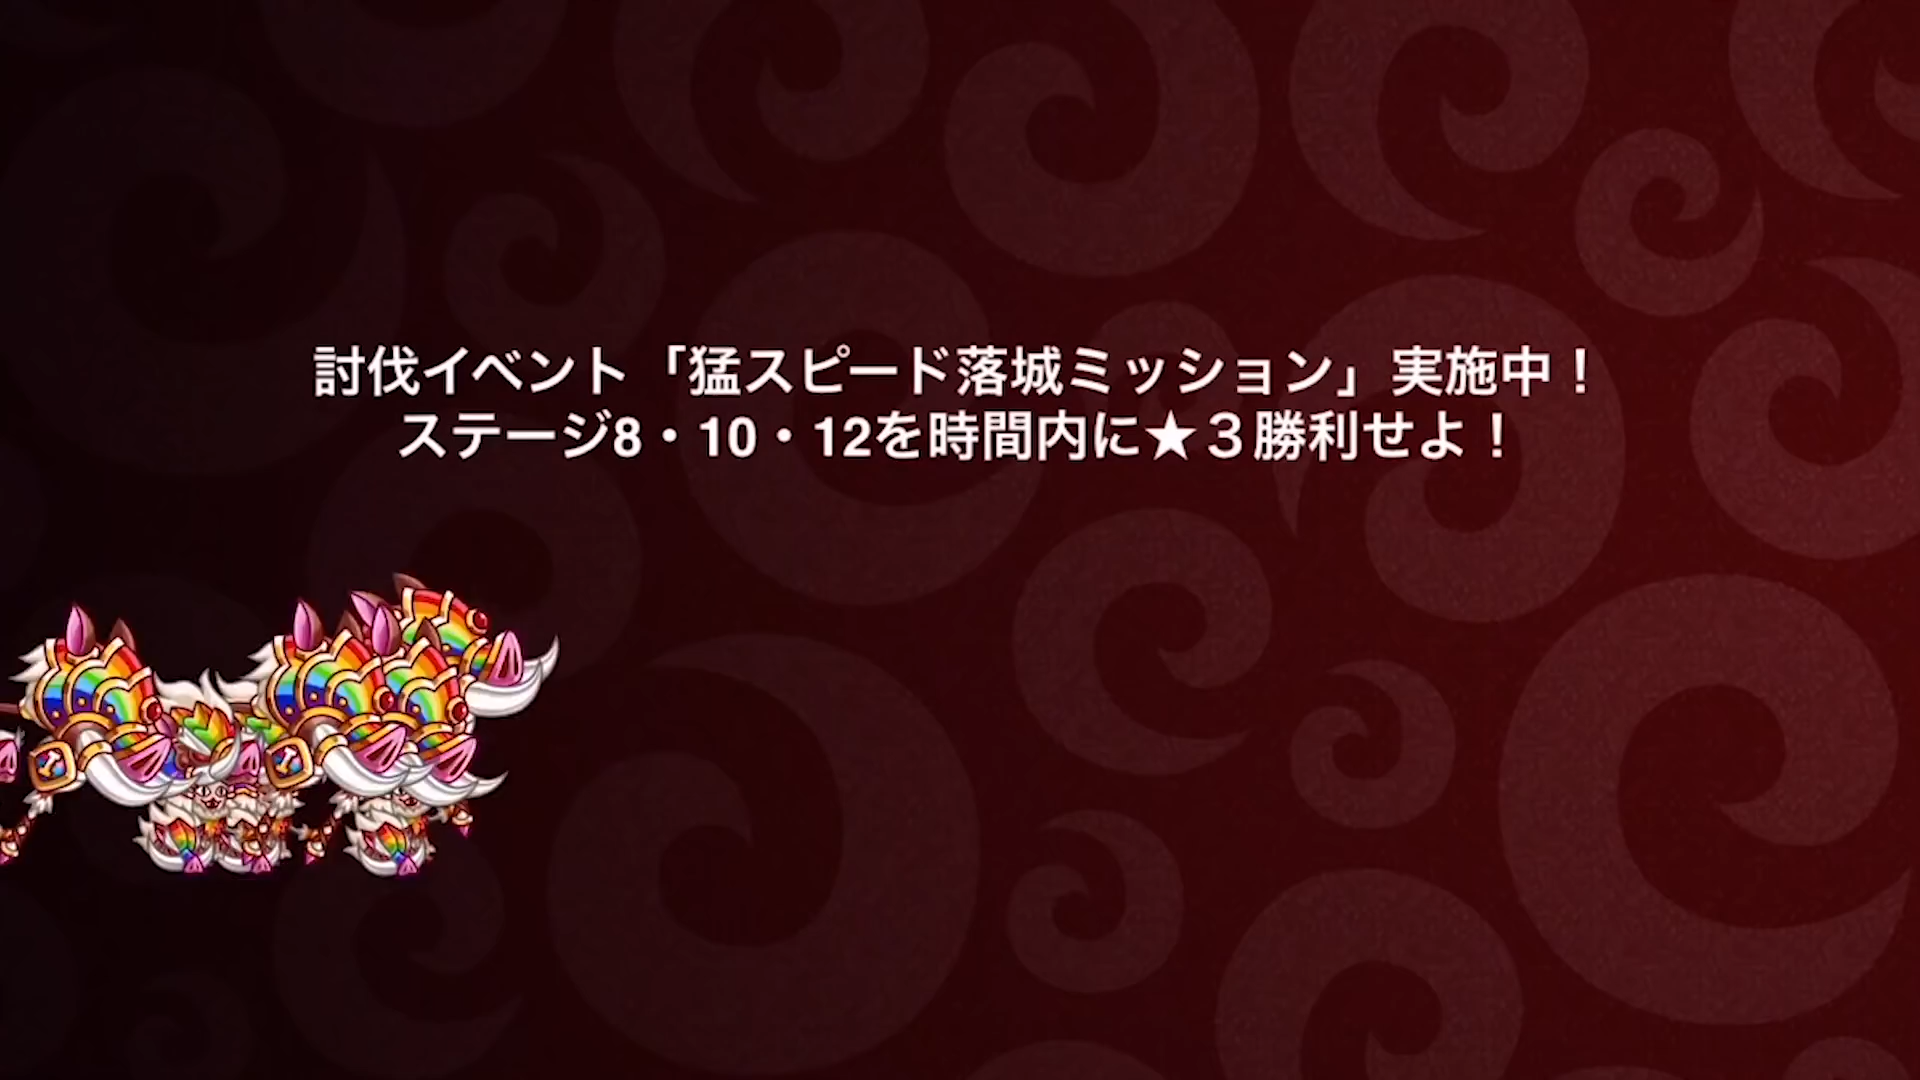 討伐イベント「猛スピード落城ミッション」実施中！
ステージ8・10・12を時間内に★３勝利せよ！